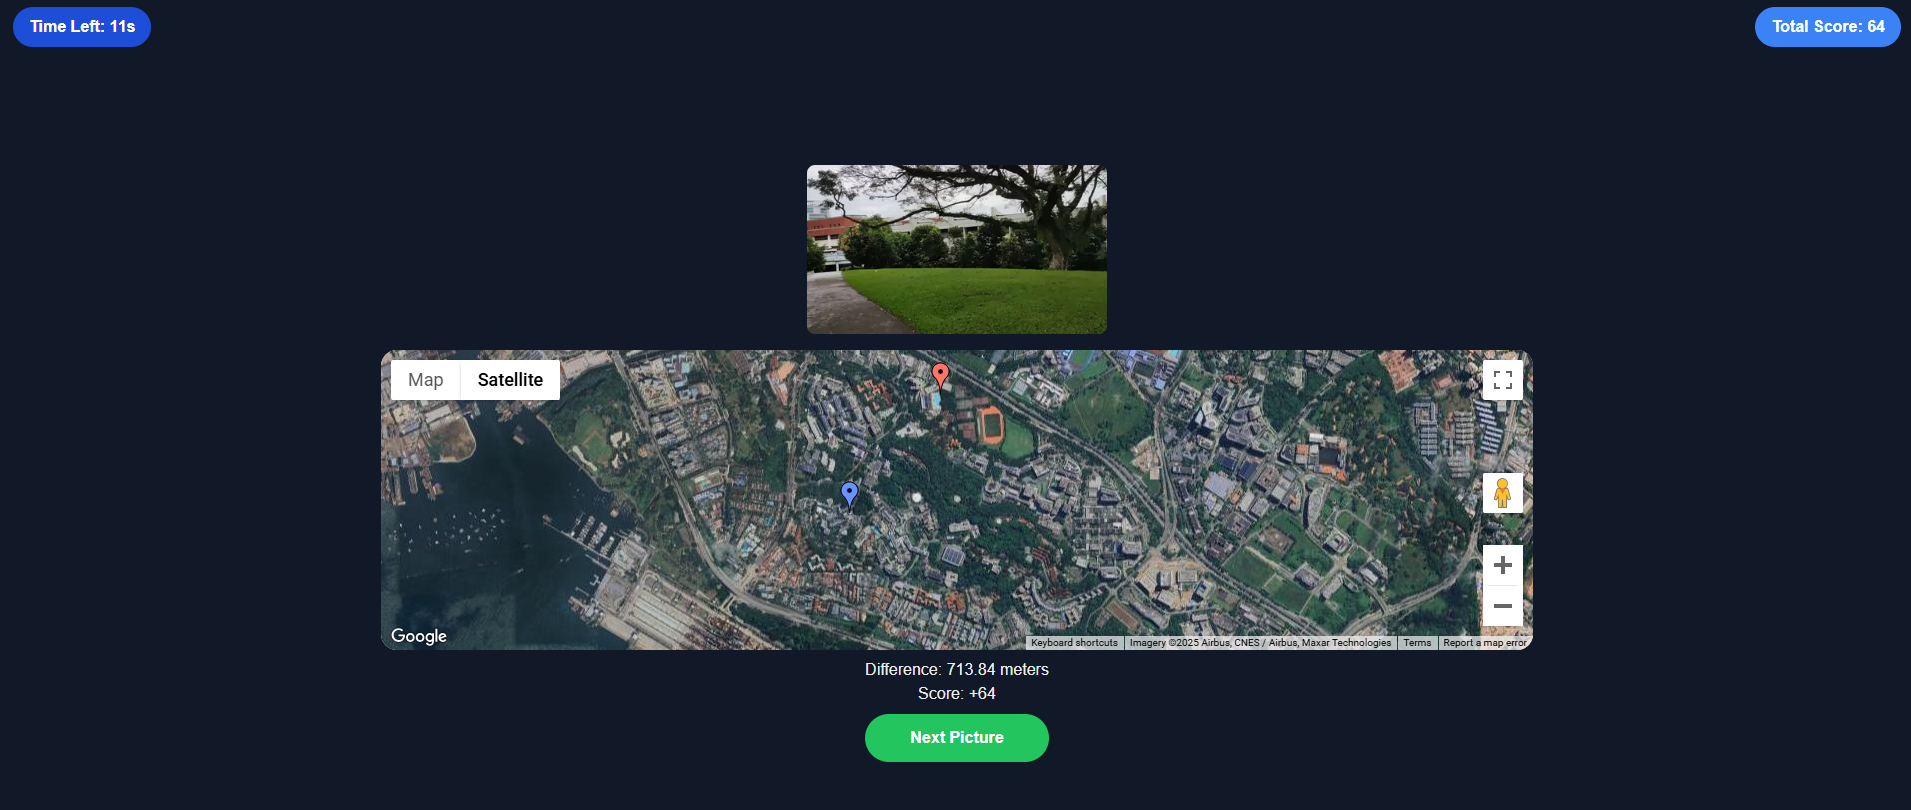 Time Left: 11s
Total Score: 64
Map
Satellite
Google
Keyboard shortcuts
Imagery ©2025 Airbus, CNES / Airbus, Maxar Technologies
Terms
Report a map error
Difference: 713.84 meters
Score: +64
Next Picture